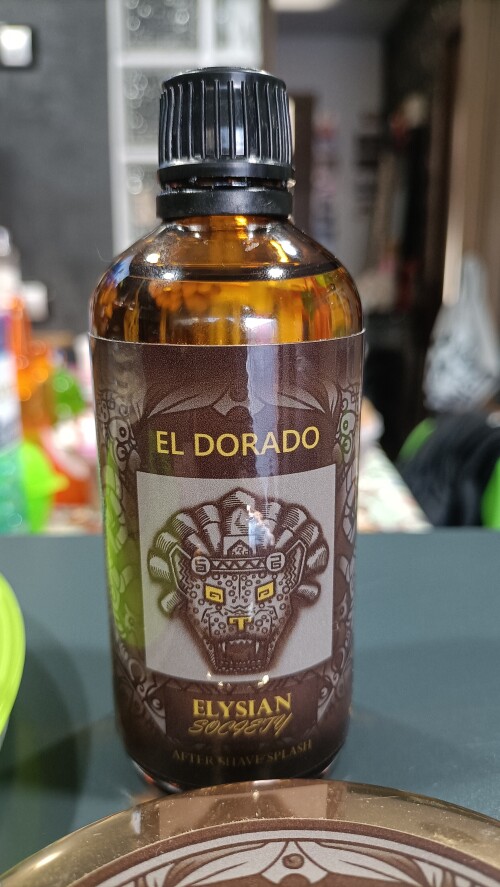 EL DORADO
ELYSIAN
SOCIETY
AFTER SHAVE SPLASH